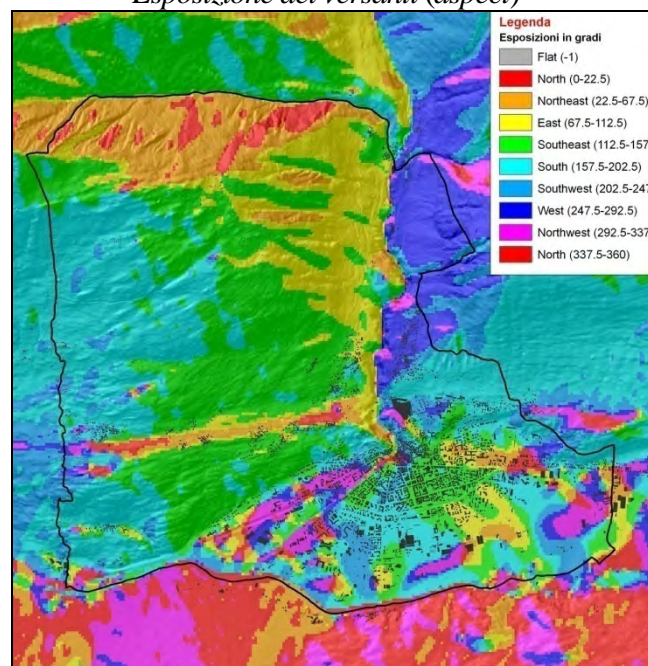 Esposizione dei versanti (aspect)
Legenda
Esposizioni in gradi
Flat (-1)
North (0-22.5)
Northeast (22.5-67.5)
East (67.5-112.5)
Southeast (112.5-157
South (157.5-202.5)
Southwest (202.5-247
West (247.5-292.5)
Northwest (292.5-337
North (337.5-360)